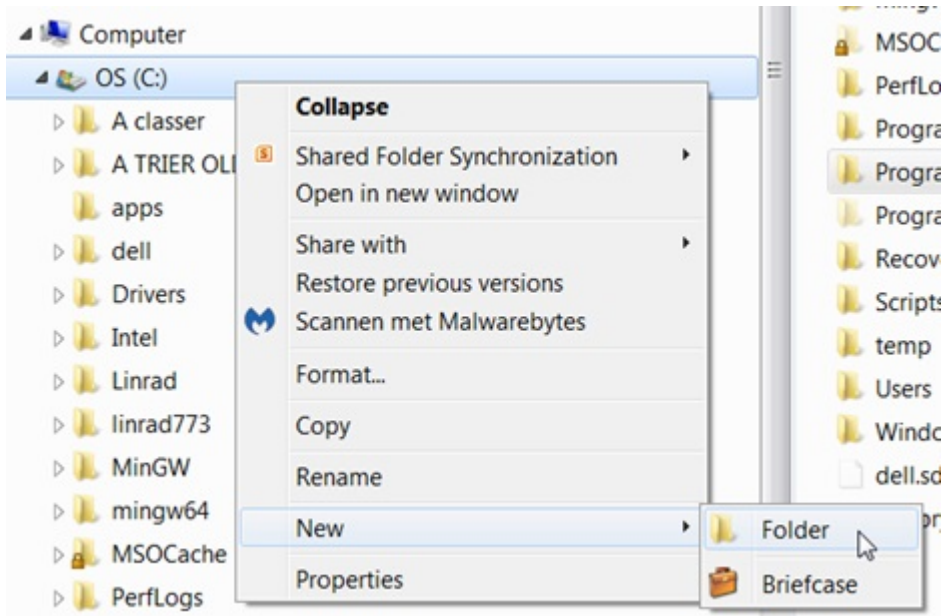 Computer
OS (C:)
A classer
A TRIER OL
apps
dell
Drivers
Intel
Linrad
linrad773
MinGW
mingw64
MSOCache
PerfLogs
Collapse
Shared Folder Synchronization
Open in new window
Share with
Restore previous versions
Scannen met Malwarebytes
Format...
Copy
Rename
New
Properties
Folder
Briefcase
MSOC
PerfLo
Progra
Progra
Progra
Recov
Scripts
temp
Users
Windo
dell.sd